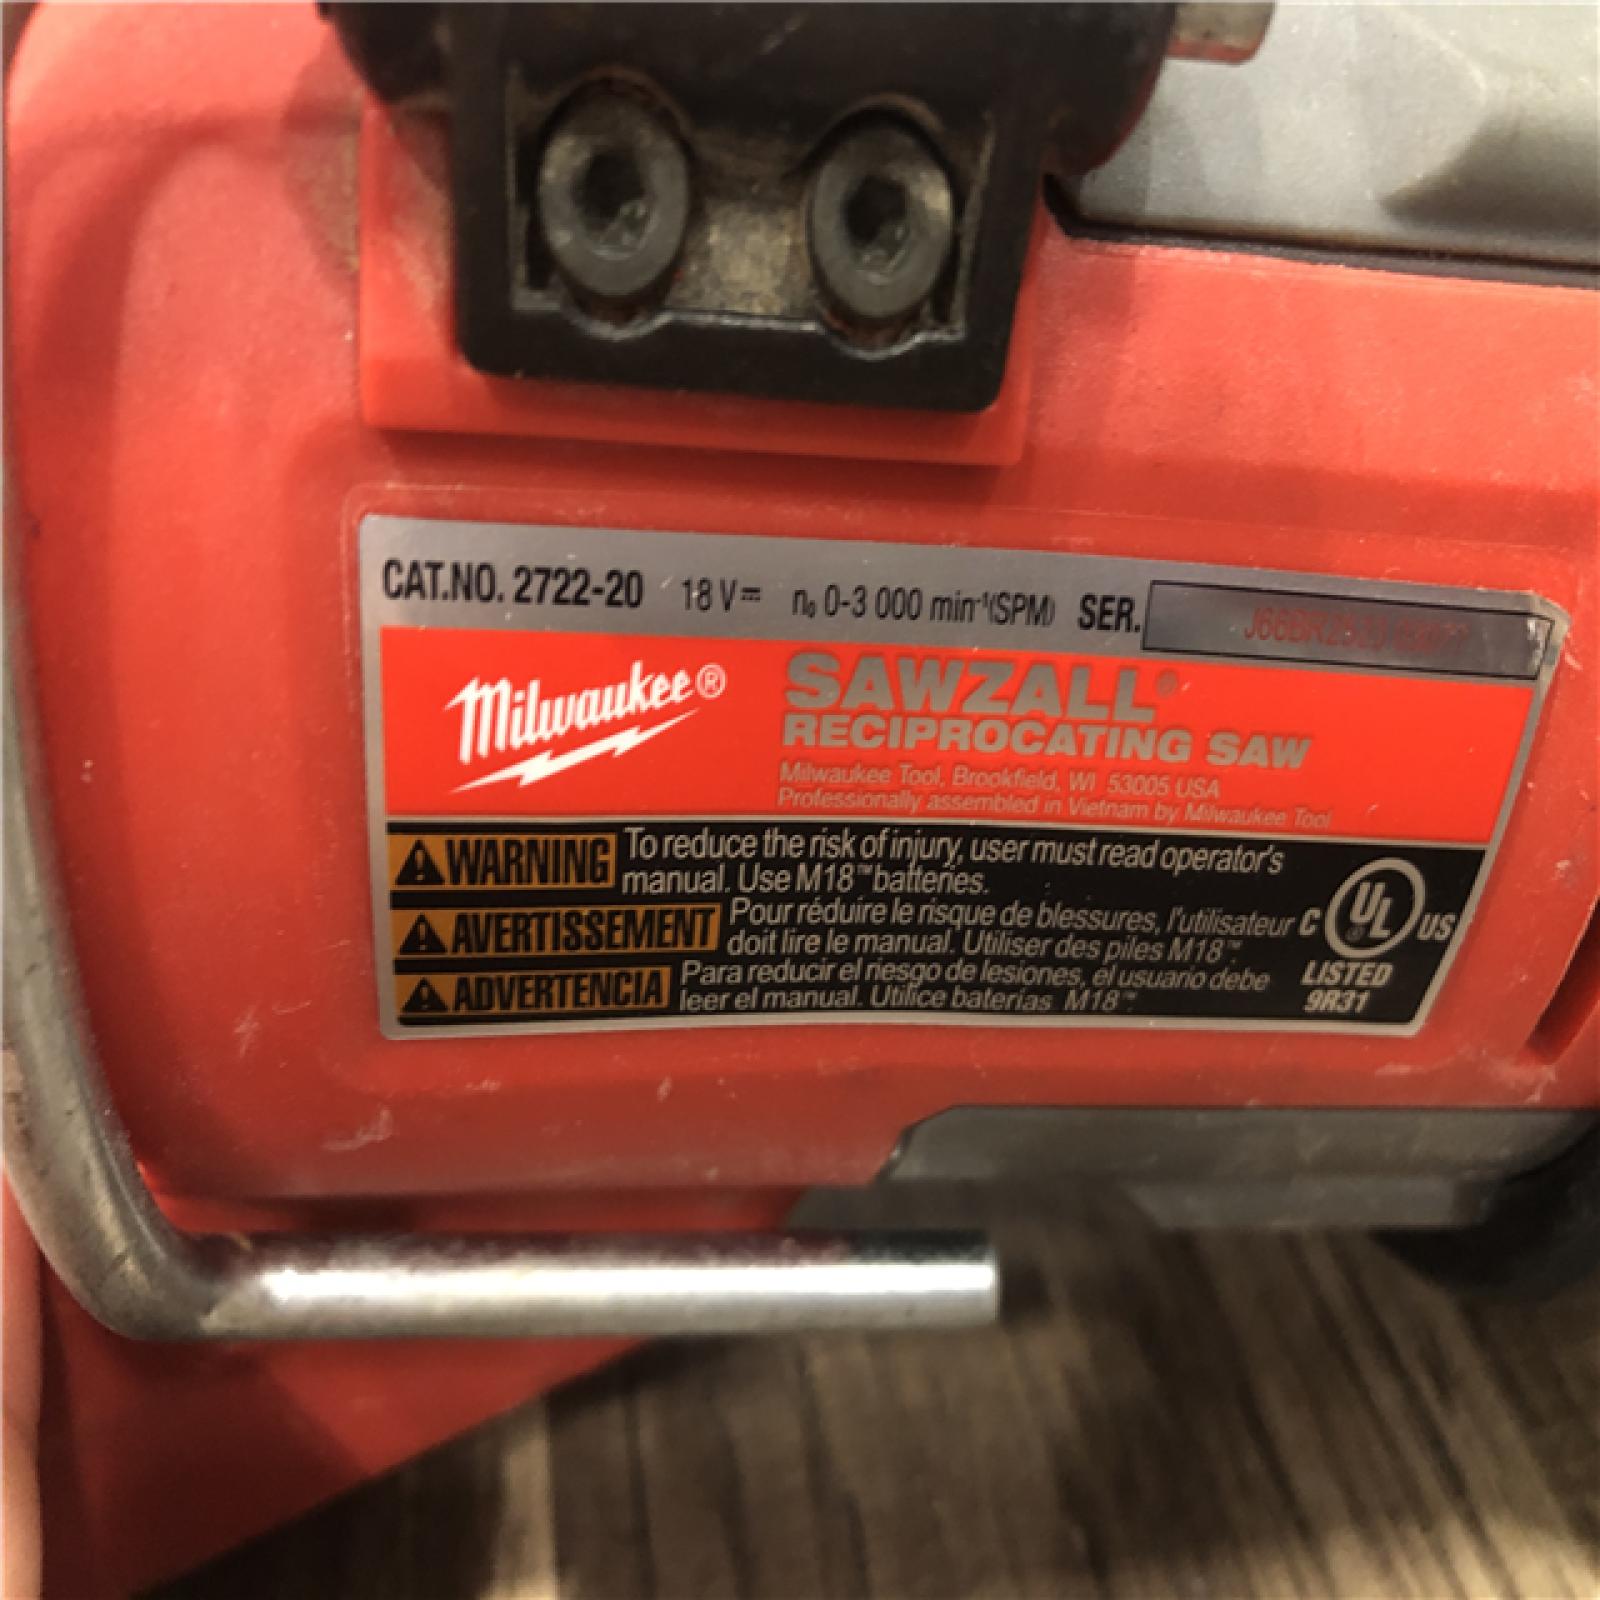 CAT.NO. 2722-20 18 V⎓ n₀ 0-3 000 min⁻¹(SPM) SER.
Milwaukee®
SAWZALL®
RECIPROCATING SAW
Milwaukee Tool, Brookfield, WI 53005 USA
Professionally assembled in Vietnam by Milwaukee Tool
WARNING To reduce the risk of injury, user must read operator's
manual. Use M18™ batteries.
AVERTISSEMENT Pour réduire le risque de blessures, l'utilisateur
doit lire le manual. Utiliser des piles M18™.
ADVERTENCIA Para reducir el riesgo de lesiones, el usuario debe
leer el manual. Utilice baterías M18™.
C UL ® US
LISTED
9R31